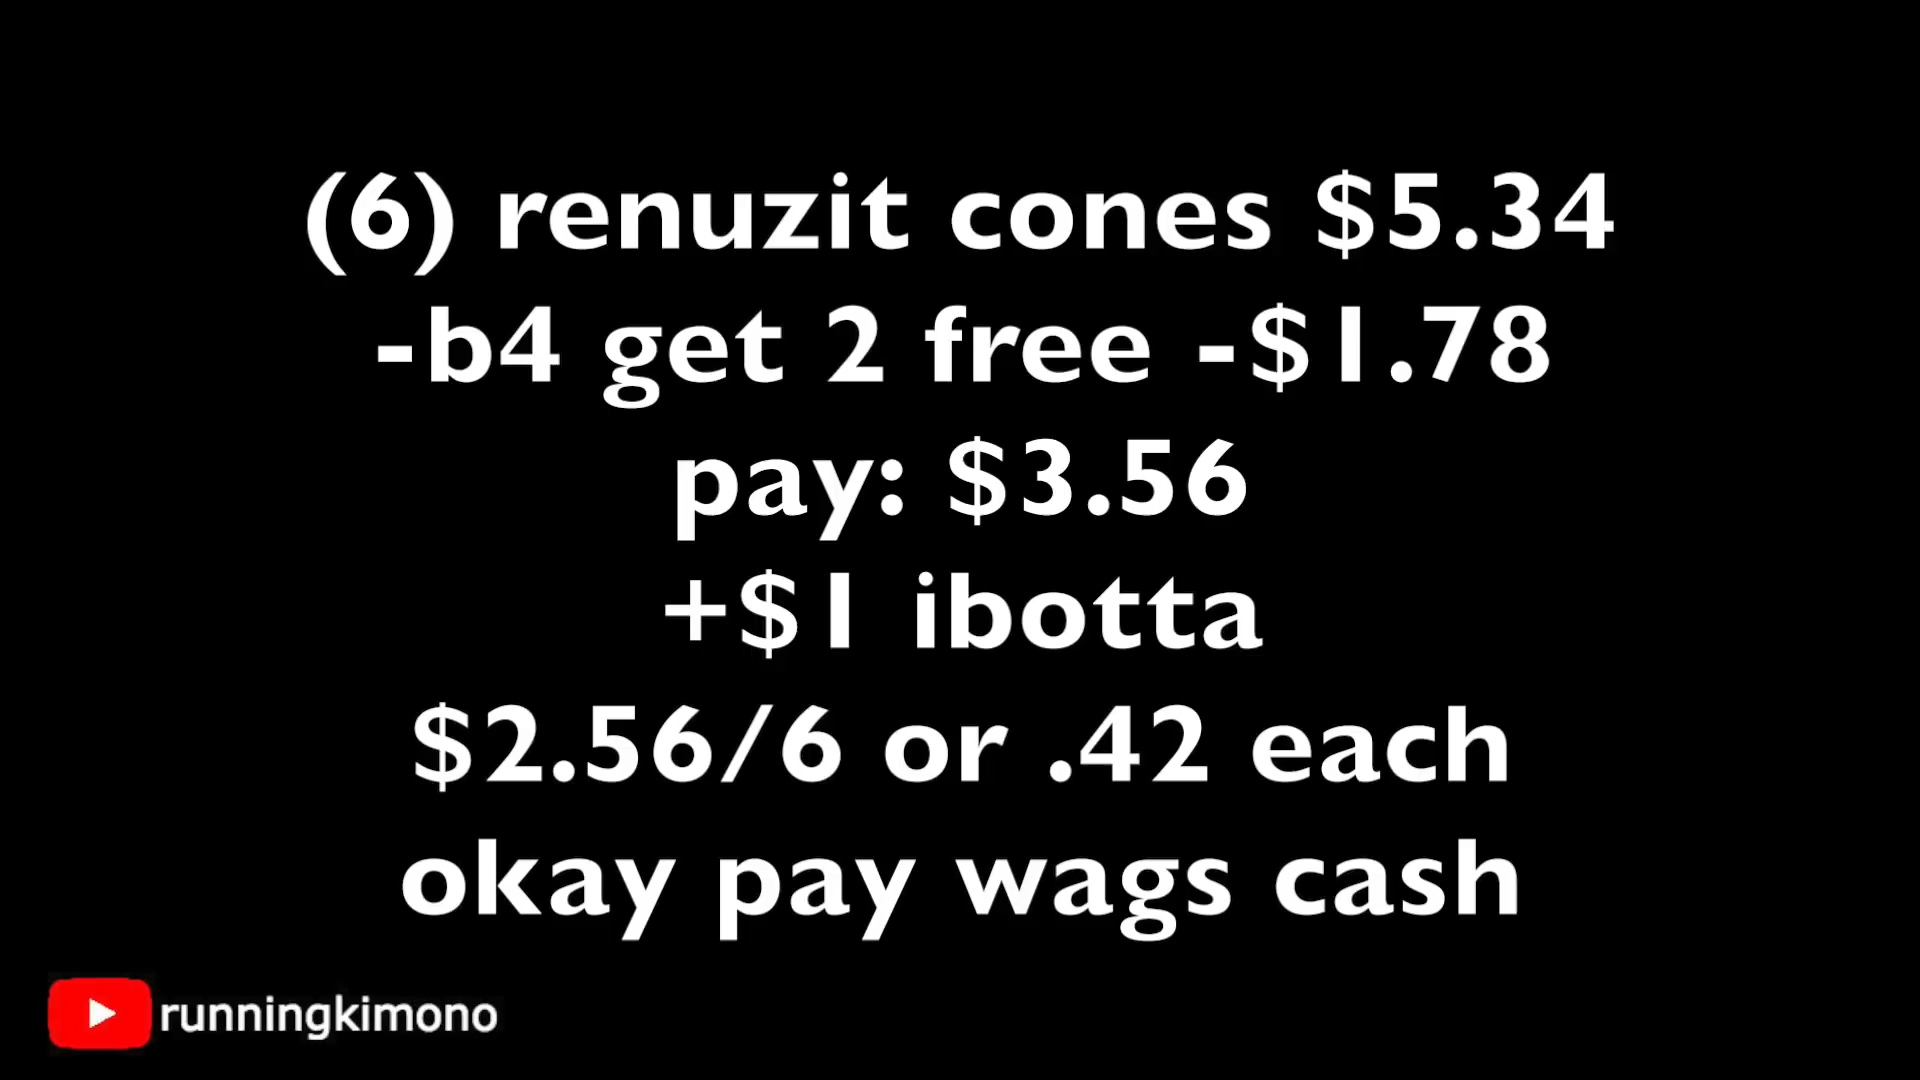 (6) renuzit cones $5.34
-b4 get 2 free -$1.78
pay: $3.56
+$1 ibotta
$2.56/6 or .42 each
okay pay wags cash
runningkimono